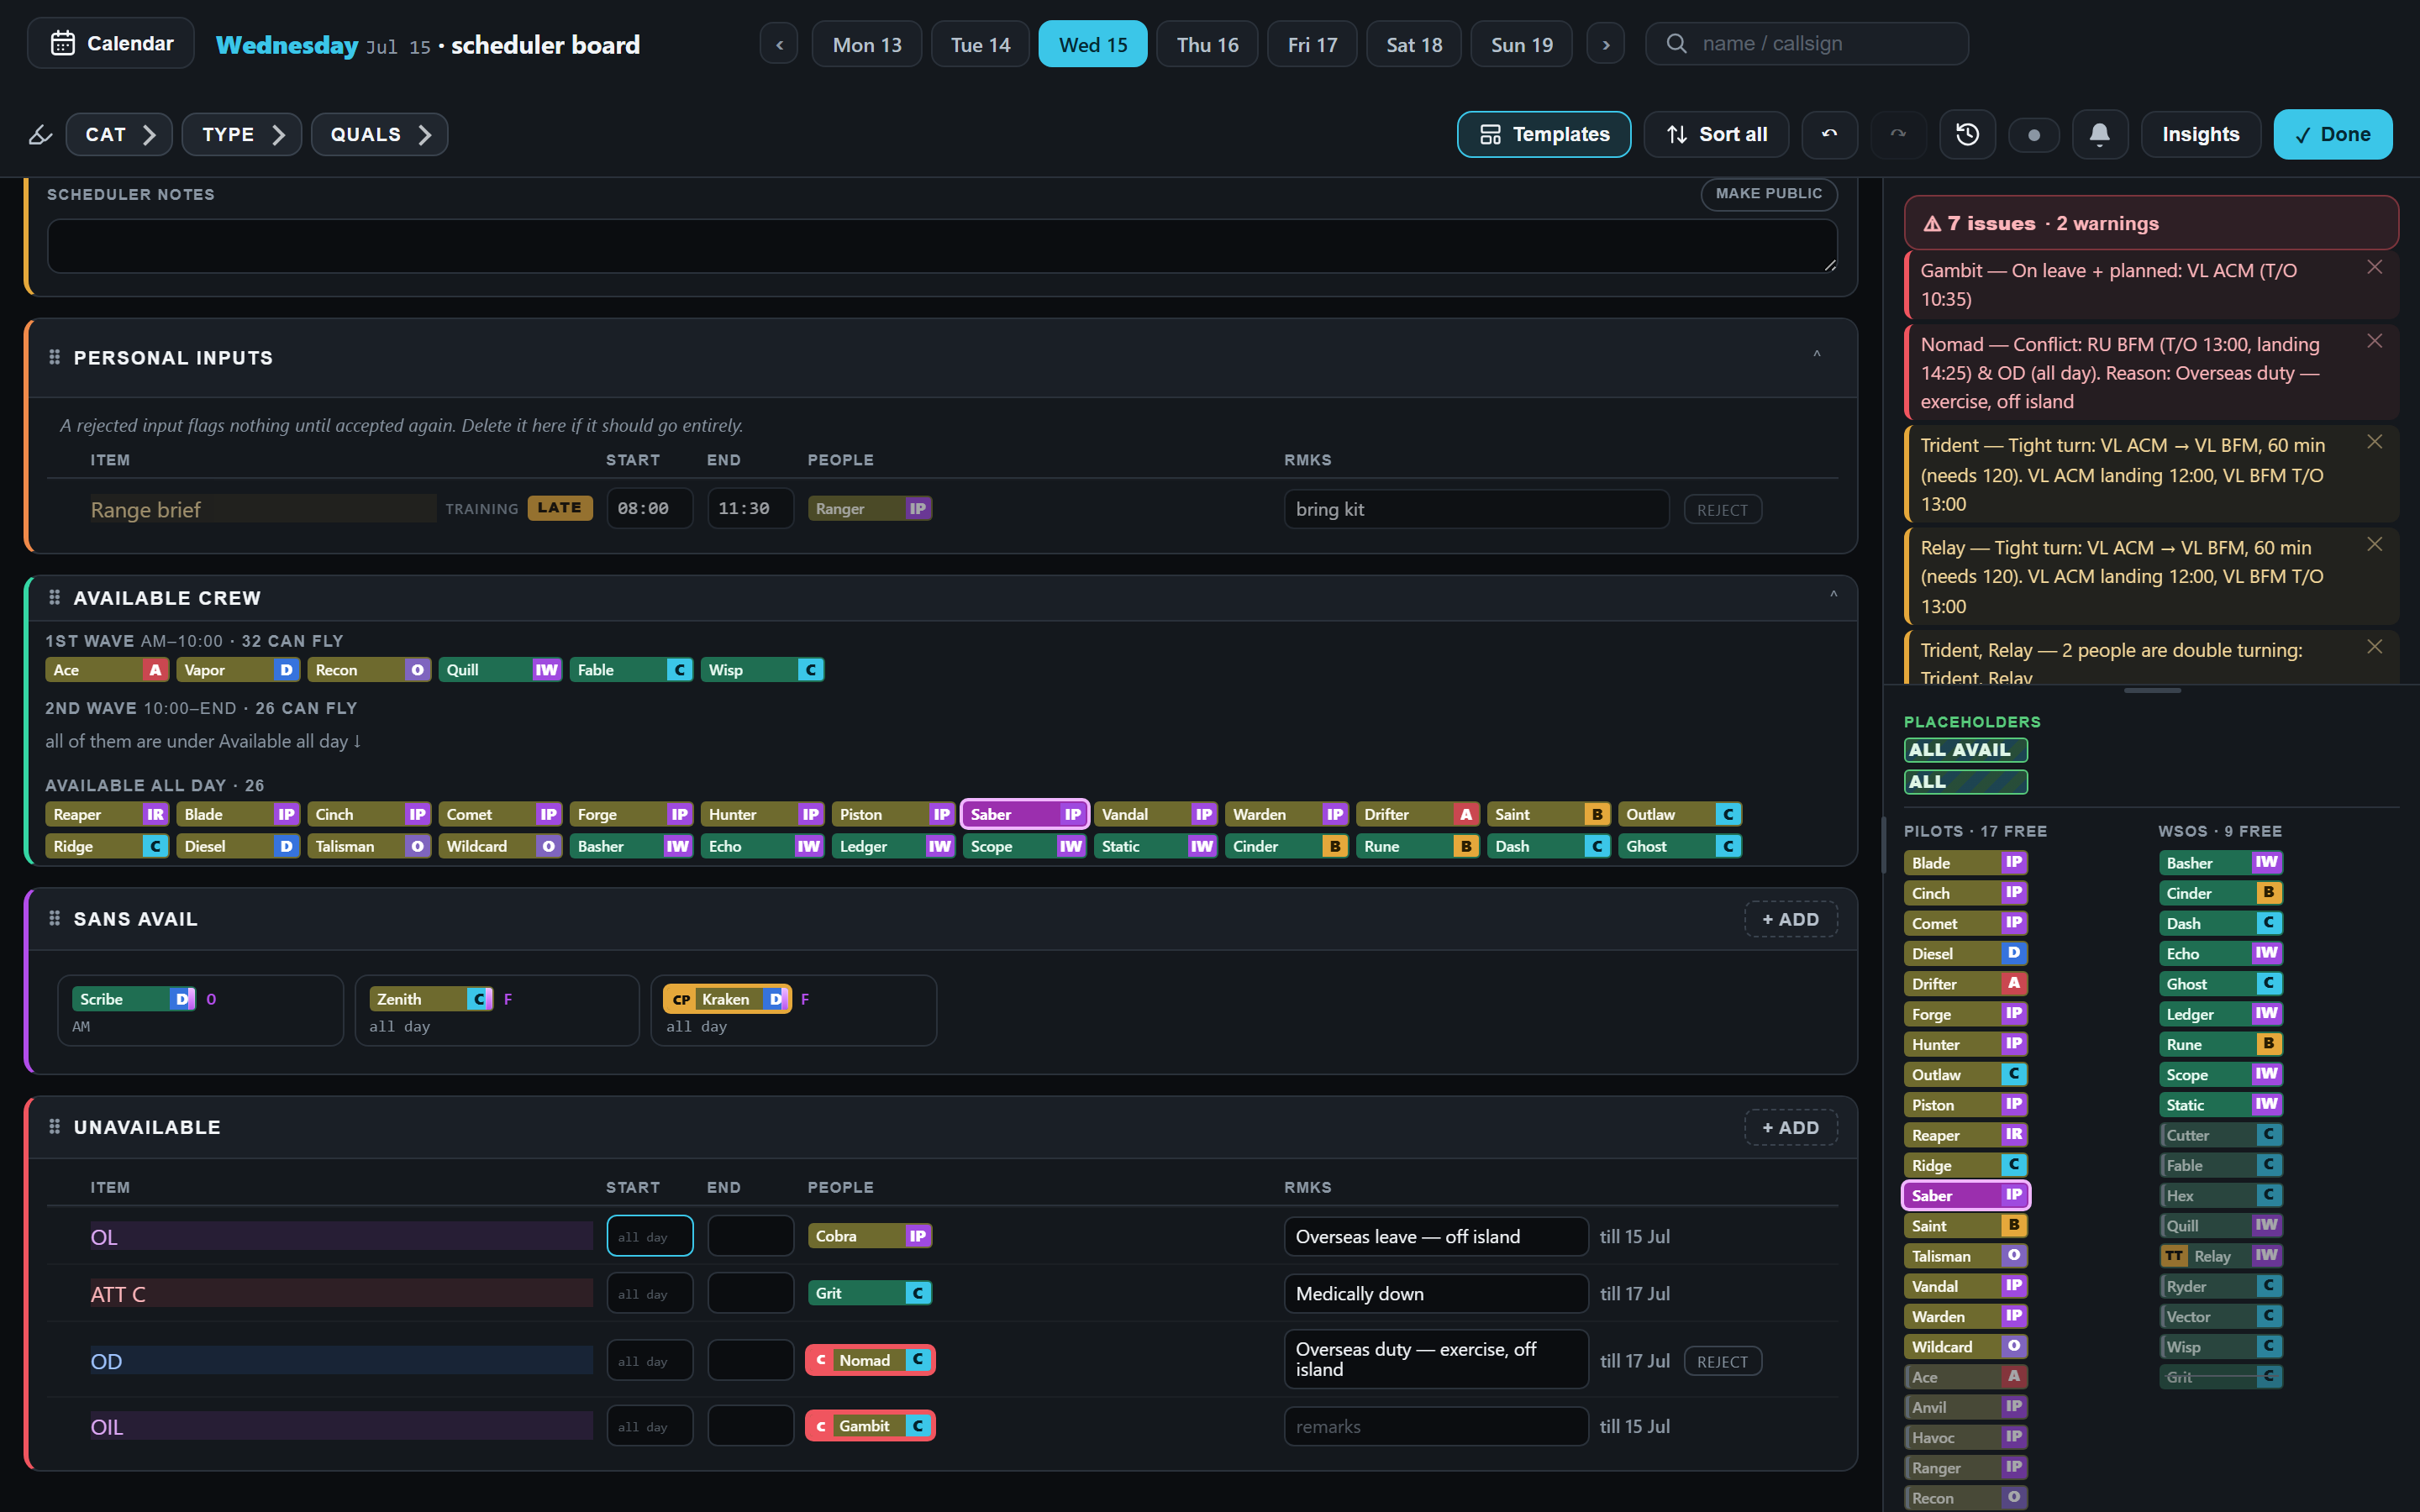 Calendar
Wednesday Jul 15 · scheduler board
‹ Mon 13 Tue 14 Wed 15 Thu 16 Fri 17 Sat 18 Sun 19 ›
name / callsign
CAT TYPE QUALS
Templates Sort all Insights ✓ Done
SCHEDULER NOTES MAKE PUBLIC
PERSONAL INPUTS
A rejected input flags nothing until accepted again. Delete it here if it should go entirely.
ITEM START END PEOPLE RMKS
Range brief TRAINING LATE 08:00 11:30 Ranger IP bring kit REJECT
AVAILABLE CREW
1ST WAVE AM–10:00 · 32 CAN FLY
Ace A Vapor D Recon O Quill IW Fable C Wisp C
2ND WAVE 10:00–END · 26 CAN FLY
all of them are under Available all day ↓
AVAILABLE ALL DAY · 26
Reaper IR Blade IP Cinch IP Comet IP Forge IP Hunter IP Piston IP Saber IP Vandal IP Warden IP Drifter A Saint B Outlaw C
Ridge C Diesel D Talisman O Wildcard O Basher IW Echo IW Ledger IW Scope IW Static IW Cinder B Rune B Dash C Ghost C
SANS AVAIL + ADD
Scribe D O
AM
Zenith C F
all day
CP Kraken D F
all day
UNAVAILABLE + ADD
ITEM START END PEOPLE RMKS
OL all day Cobra IP Overseas leave — off island till 15 Jul
ATT C all day Grit C Medically down till 17 Jul
OD all day C Nomad C Overseas duty — exercise, off island till 17 Jul REJECT
OIL all day C Gambit C remarks till 15 Jul
⚠ 7 issues · 2 warnings
Gambit — On leave + planned: VL ACM (T/O
10:35)
Nomad — Conflict: RU BFM (T/O 13:00, landing
14:25) & OD (all day). Reason: Overseas duty —
exercise, off island
Trident — Tight turn: VL ACM → VL BFM, 60 min
(needs 120). VL ACM landing 12:00, VL BFM T/O
13:00
Relay — Tight turn: VL ACM → VL BFM, 60 min
(needs 120). VL ACM landing 12:00, VL BFM T/O
13:00
Trident, Relay — 2 people are double turning:
Trident, Relay
PLACEHOLDERS
ALL AVAIL
ALL
PILOTS · 17 FREE
Blade IP
Cinch IP
Comet IP
Diesel D
Drifter A
Forge IP
Hunter IP
Outlaw C
Piston IP
Reaper IR
Ridge C
Saber IP
Saint B
Talisman O
Vandal IP
Warden IP
Wildcard O
Ace A
Anvil IP
Havoc IP
Ranger IP
Recon O
WSOS · 9 FREE
Basher IW
Cinder B
Dash C
Echo IW
Ghost C
Ledger IW
Rune B
Scope IW
Static IW
Cutter C
Fable C
Hex C
Quill IW
TT Relay IW
Ryder C
Vector C
Wisp C
Grit C